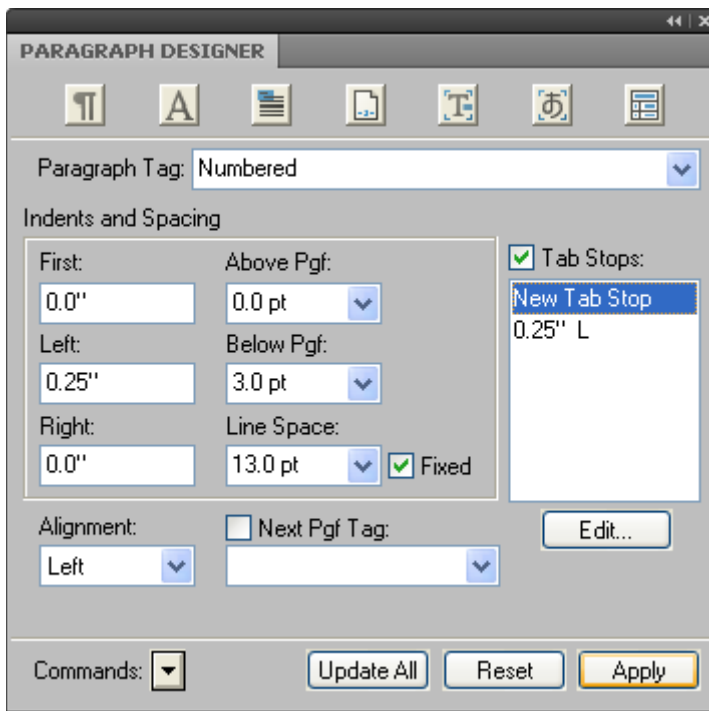 PARAGRAPH DESIGNER
¶ A T あ
Paragraph Tag: Numbered
Indents and Spacing
First: Above Pgf: Tab Stops:
0.0" 0.0 pt New Tab Stop
Left: Below Pgf: 0.25" L
0.25" 3.0 pt
Right: Line Space:
0.0" 13.0 pt Fixed
Alignment: Next Pgf Tag: Edit...
Left
Commands: Update All Reset Apply